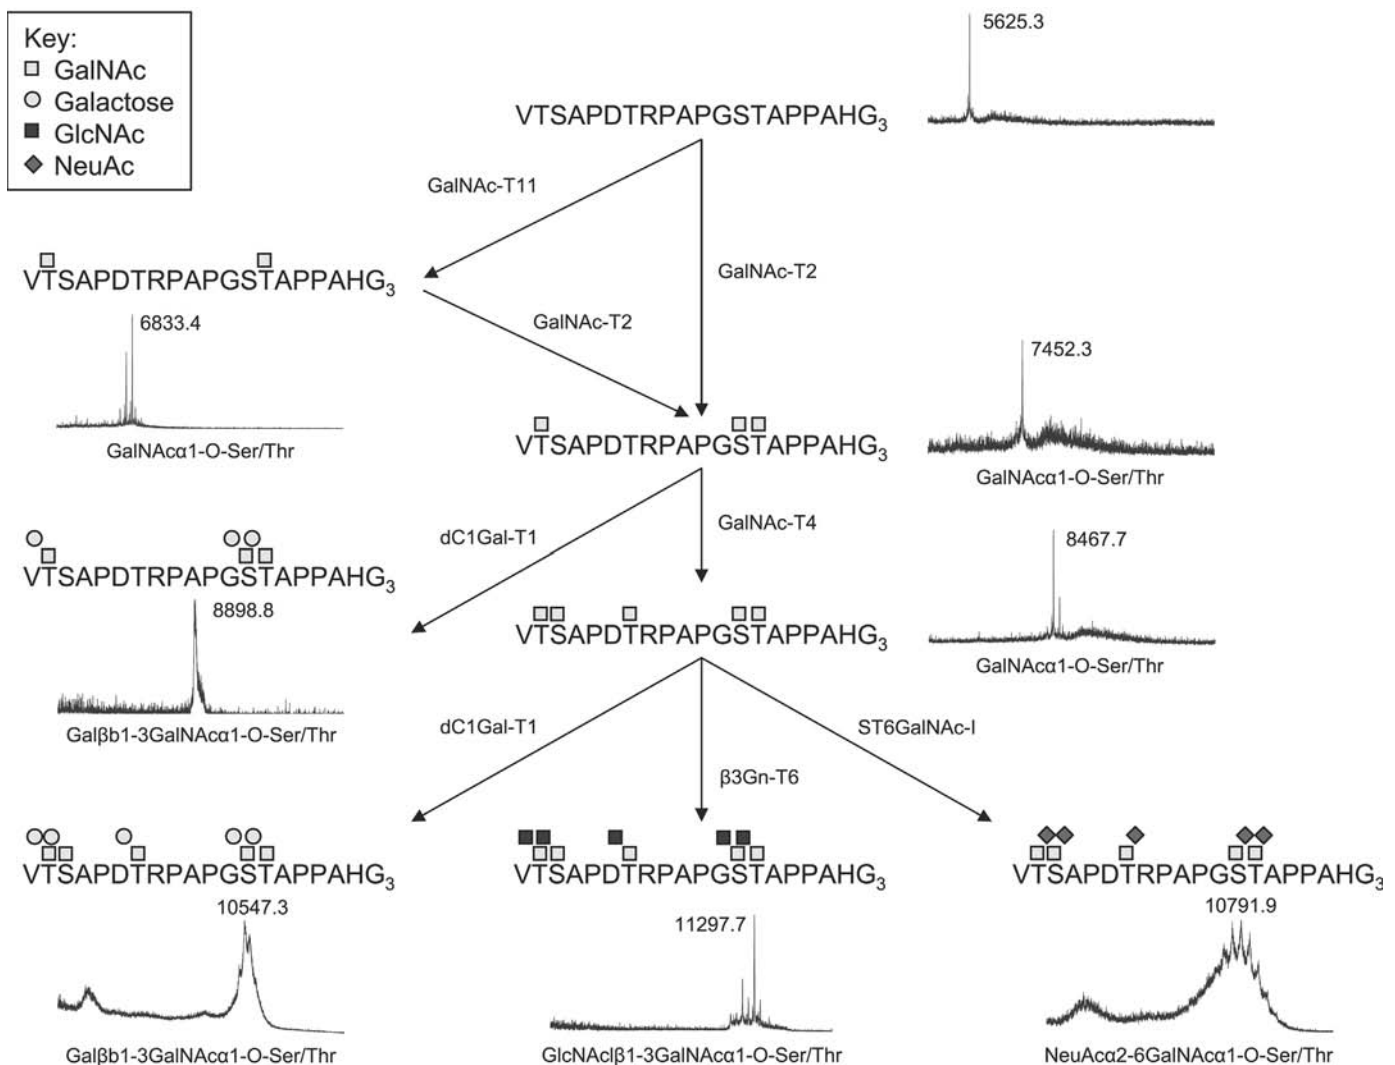 Key:
GalNAc
Galactose
GlcNAc
NeuAc
5625.3
VTSAPDTRPAPGSTAPPAHG₃
GalNAc-T11
GalNAc-T2
VTSAPDTRPAPGSTAPPAHG₃
6833.4
GalNAcα1-O-Ser/Thr
GalNAc-T2
7452.3
VTSAPDTRPAPGSTAPPAHG₃
GalNAcα1-O-Ser/Thr
dC1Gal-T1
GalNAc-T4
8467.7
VTSAPDTRPAPGSTAPPAHG₃
8898.8
Galβb1-3GalNAcα1-O-Ser/Thr
VTSAPDTRPAPGSTAPPAHG₃
GalNAcα1-O-Ser/Thr
dC1Gal-T1
β3Gn-T6
ST6GalNAc-I
VTSAPDTRPAPGSTAPPAHG₃
10547.3
Galβb1-3GalNAcα1-O-Ser/Thr
VTSAPDTRPAPGSTAPPAHG₃
11297.7
GlcNAclβ1-3GalNAcα1-O-Ser/Thr
VTSAPDTRPAPGSTAPPAHG₃
10791.9
NeuAcα2-6GalNAcα1-O-Ser/Thr